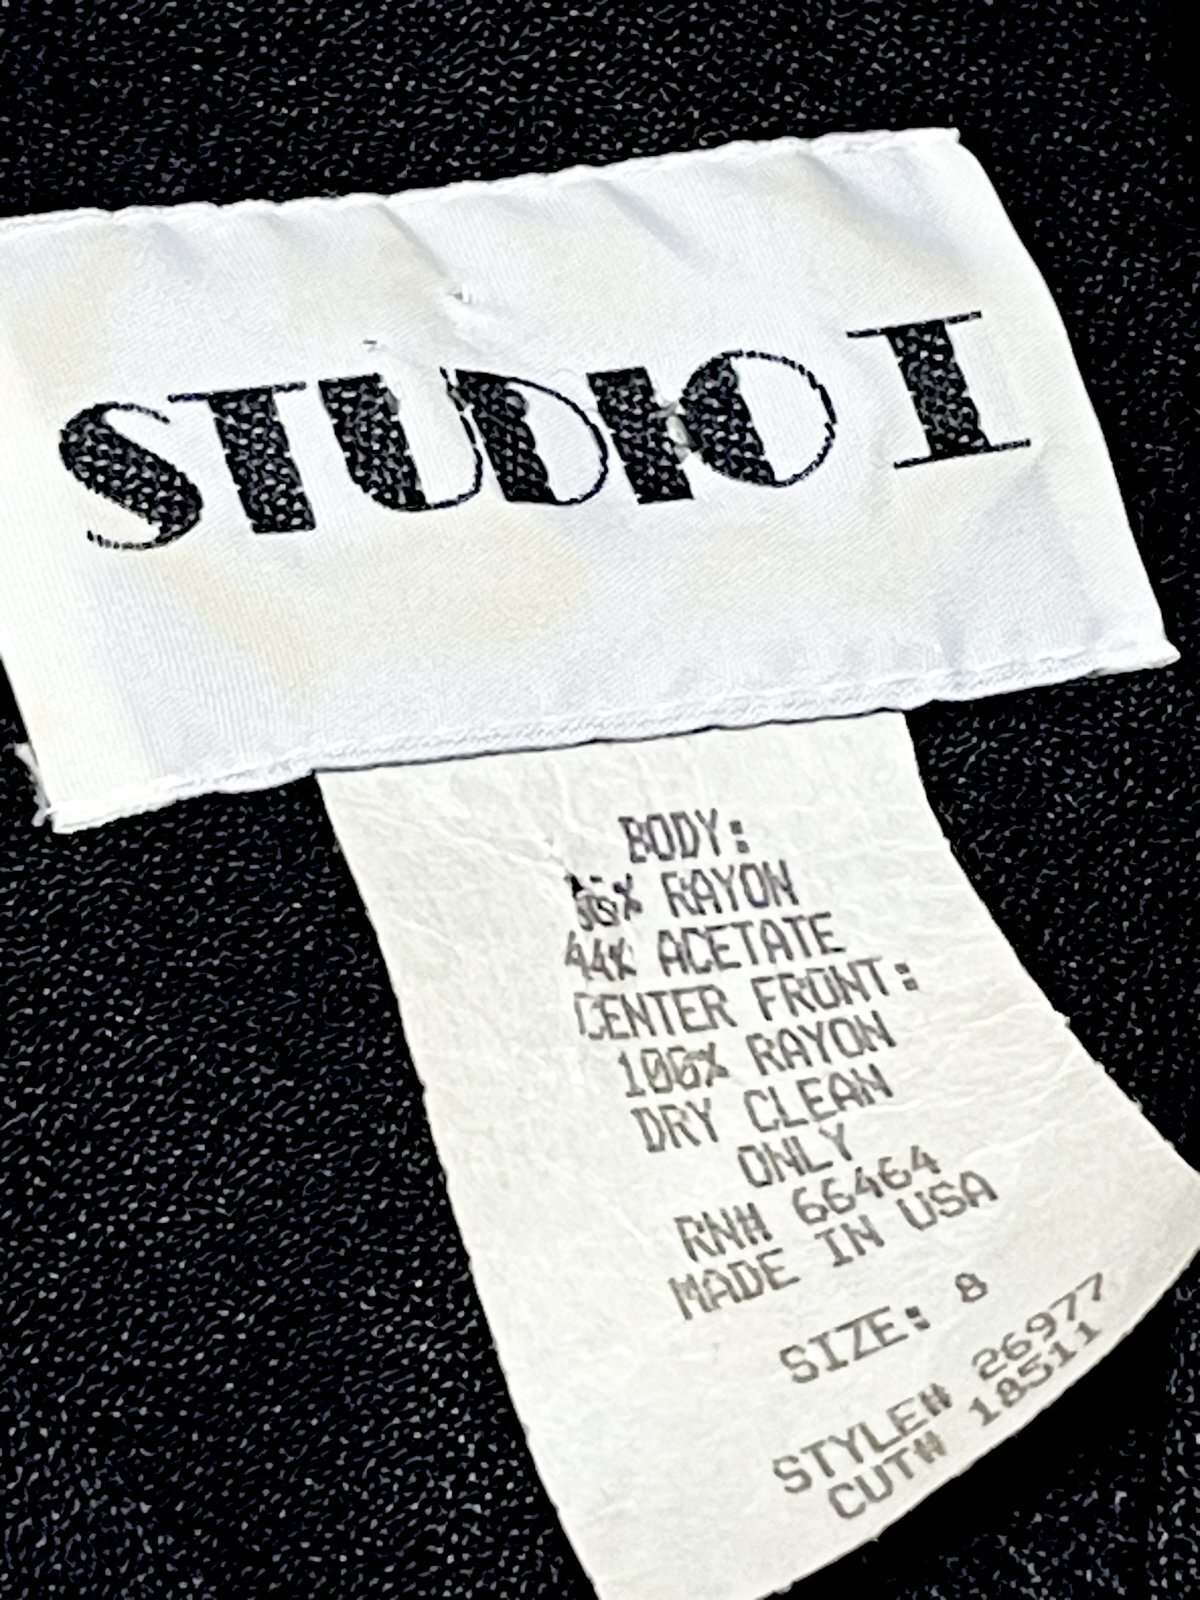 STUDIO I
BODY:
56% RAYON
44% ACETATE
CENTER FRONT:
100% RAYON
DRY CLEAN
ONLY
RN# 66464
MADE IN USA
SIZE: 8
STYLE# 26977
CUT# 18511